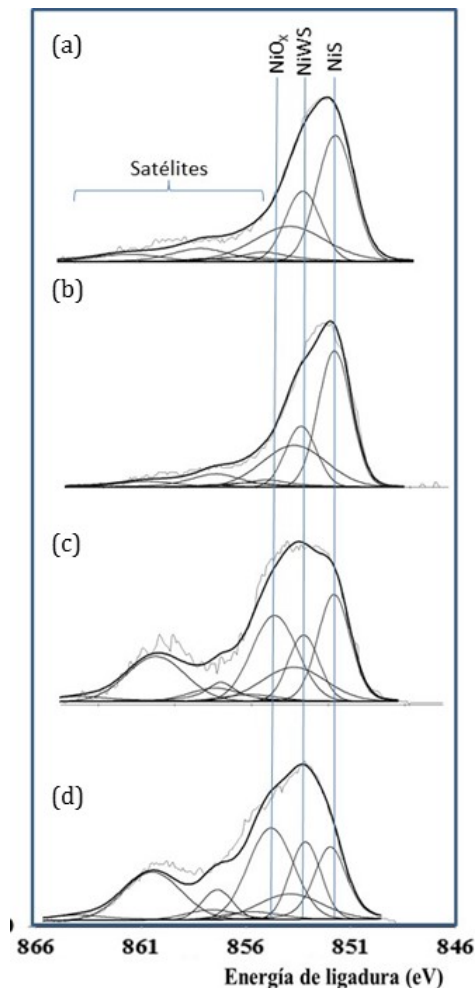 (a)
NiOx
NiWS
NiS
Satélites
(b)
(c)
(d)
866 861 856 851 846
Energía de ligadura (eV)